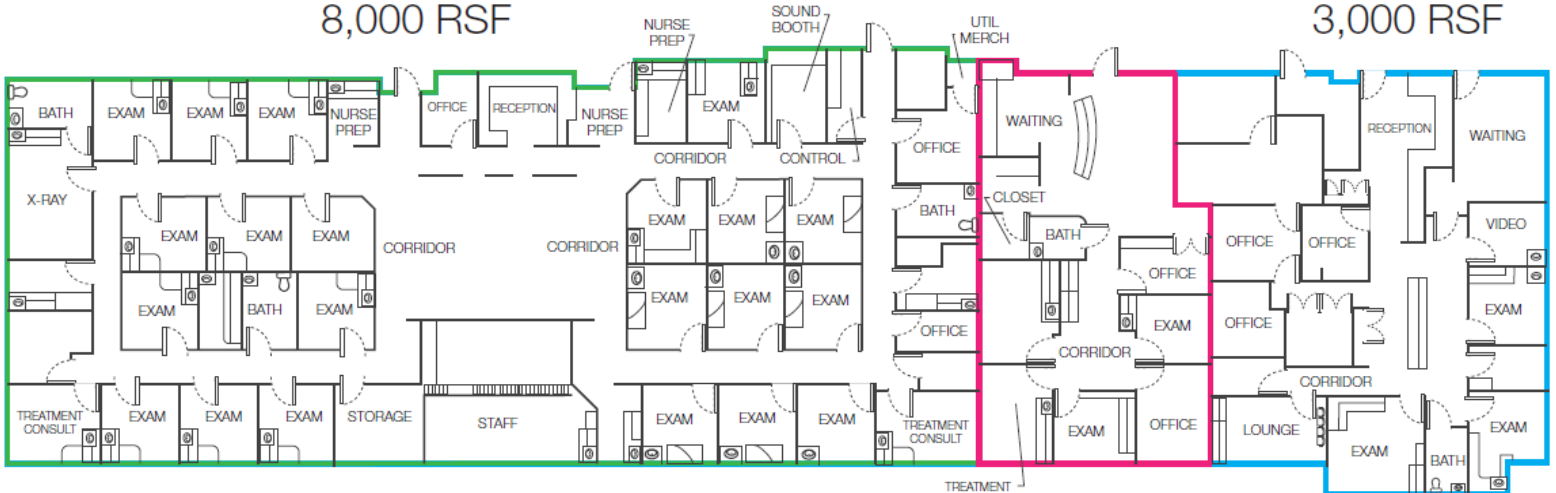 8,000 RSF
3,000 RSF
NURSE
PREP
SOUND
BOOTH
UTIL
MERCH
BATH
EXAM
EXAM
EXAM
NURSE
PREP
OFFICE
RECEPTION
NURSE
PREP
EXAM
WAITING
RECEPTION
WAITING
CORRIDOR
CONTROL
OFFICE
X-RAY
CLOSET
EXAM
EXAM
EXAM
CORRIDOR
CORRIDOR
EXAM
EXAM
EXAM
BATH
BATH
OFFICE
OFFICE
VIDEO
OFFICE
EXAM
BATH
EXAM
EXAM
EXAM
EXAM
OFFICE
EXAM
OFFICE
EXAM
CORRIDOR
CORRIDOR
TREATMENT
CONSULT
EXAM
EXAM
EXAM
STORAGE
STAFF
EXAM
EXAM
EXAM
TREATMENT
CONSULT
EXAM
OFFICE
LOUNGE
EXAM
EXAM
BATH
TREATMENT